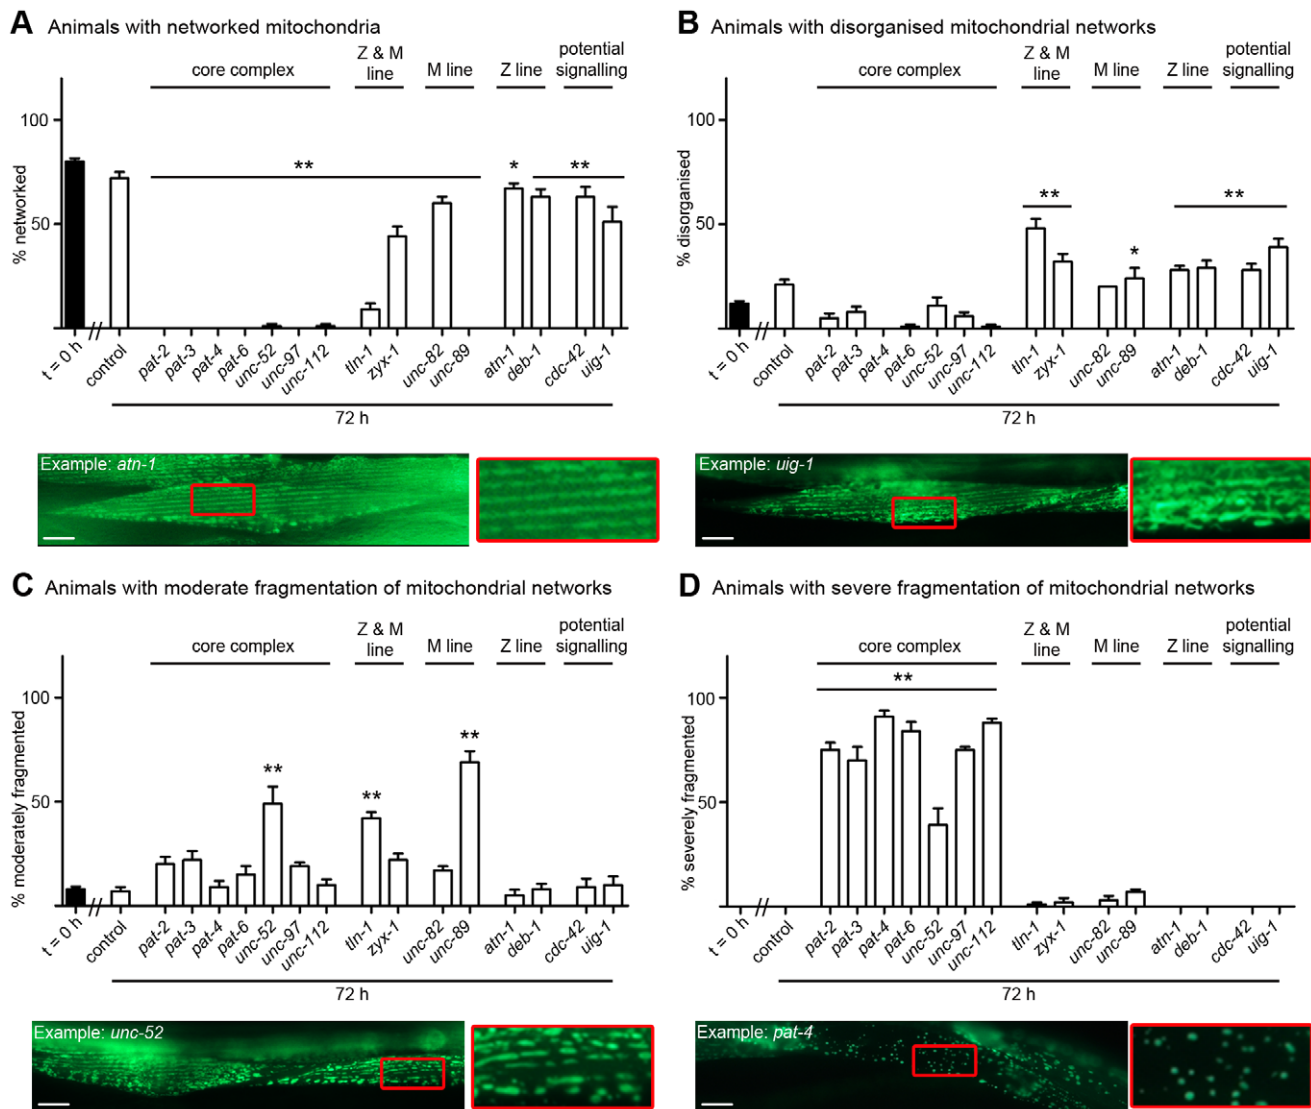 A Animals with networked mitochondria
core complex
Z & M
line
M line
Z line
potential
signalling
% networked
100
50
**
*
**
t = 0 h
control
pat-2
pat-3
pat-4
pat-6
unc-52
unc-97
unc-112
tln-1
zyx-1
unc-82
unc-89
atn-1
deb-1
cdc-42
uig-1
72 h
Example: atn-1
B Animals with disorganised mitochondrial networks
core complex
Z & M
line
M line
Z line
potential
signalling
% disorganised
100
50
**
*
**
t = 0 h
control
pat-2
pat-3
pat-4
pat-6
unc-52
unc-97
unc-112
tln-1
zyx-1
unc-82
unc-89
atn-1
deb-1
cdc-42
uig-1
72 h
Example: uig-1
C Animals with moderate fragmentation of mitochondrial networks
core complex
Z & M
line
M line
Z line
potential
signalling
% moderately fragmented
100
50
**
**
**
t = 0 h
control
pat-2
pat-3
pat-4
pat-6
unc-52
unc-97
unc-112
tln-1
zyx-1
unc-82
unc-89
atn-1
deb-1
cdc-42
uig-1
72 h
Example: unc-52
D Animals with severe fragmentation of mitochondrial networks
core complex
Z & M
line
M line
Z line
potential
signalling
% severely fragmented
100
50
**
t = 0 h
control
pat-2
pat-3
pat-4
pat-6
unc-52
unc-97
unc-112
tln-1
zyx-1
unc-82
unc-89
atn-1
deb-1
cdc-42
uig-1
72 h
Example: pat-4